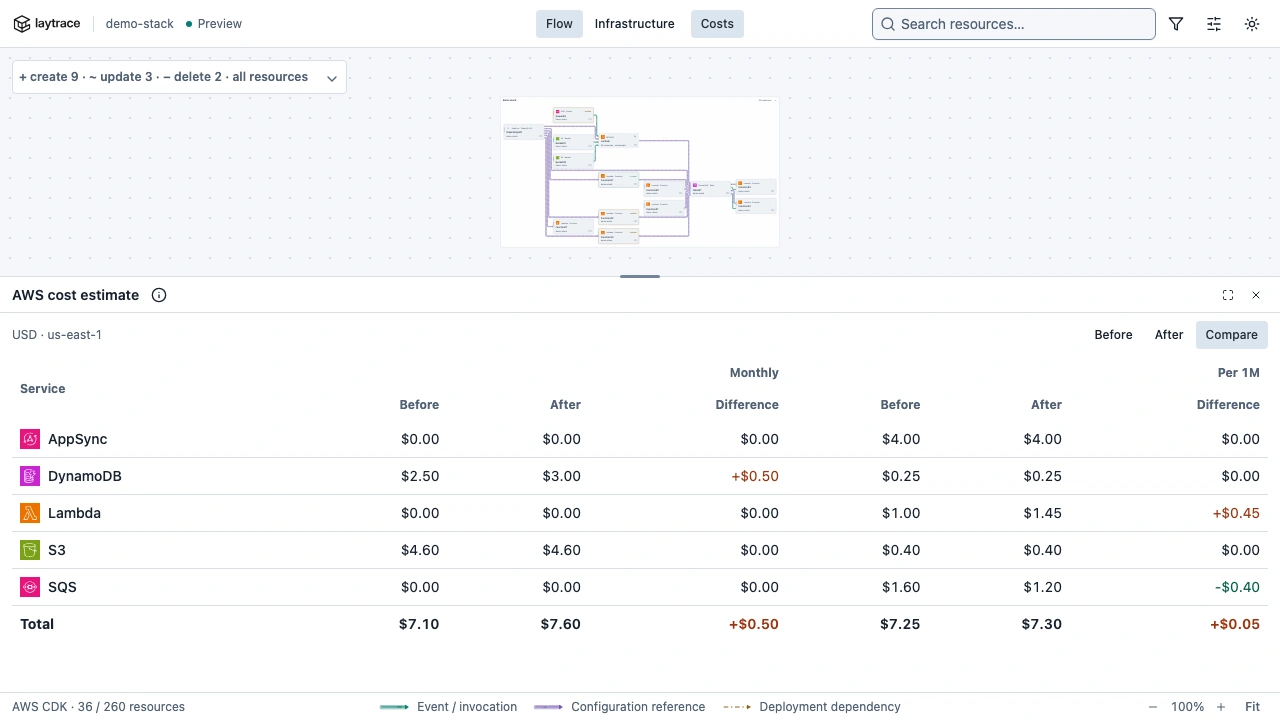 laytrace demo-stack Preview Flow Infrastructure Costs Search resources...
+ create 9 · ~ update 3 · − delete 2 · all resources
AWS cost estimate
USD · us-east-1 Before After Compare
Monthly Per 1M
Service
Before After Difference Before After Difference
AppSync $0.00 $0.00 $0.00 $4.00 $4.00 $0.00
DynamoDB $2.50 $3.00 +$0.50 $0.25 $0.25 $0.00
Lambda $0.00 $0.00 $0.00 $1.00 $1.45 +$0.45
S3 $4.60 $4.60 $0.00 $0.40 $0.40 $0.00
SQS $0.00 $0.00 $0.00 $1.60 $1.20 -$0.40
Total $7.10 $7.60 +$0.50 $7.25 $7.30 +$0.05
AWS CDK · 36 / 260 resources Event / invocation Configuration reference Deployment dependency − 100% + Fit